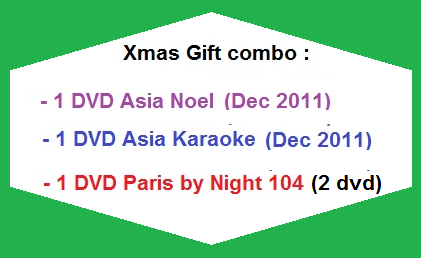 Xmas Gift combo :
- 1 DVD Asia Noel (Dec 2011)
- 1 DVD Asia Karaoke (Dec 2011)
- 1 DVD Paris by Night 104 (2 dvd)